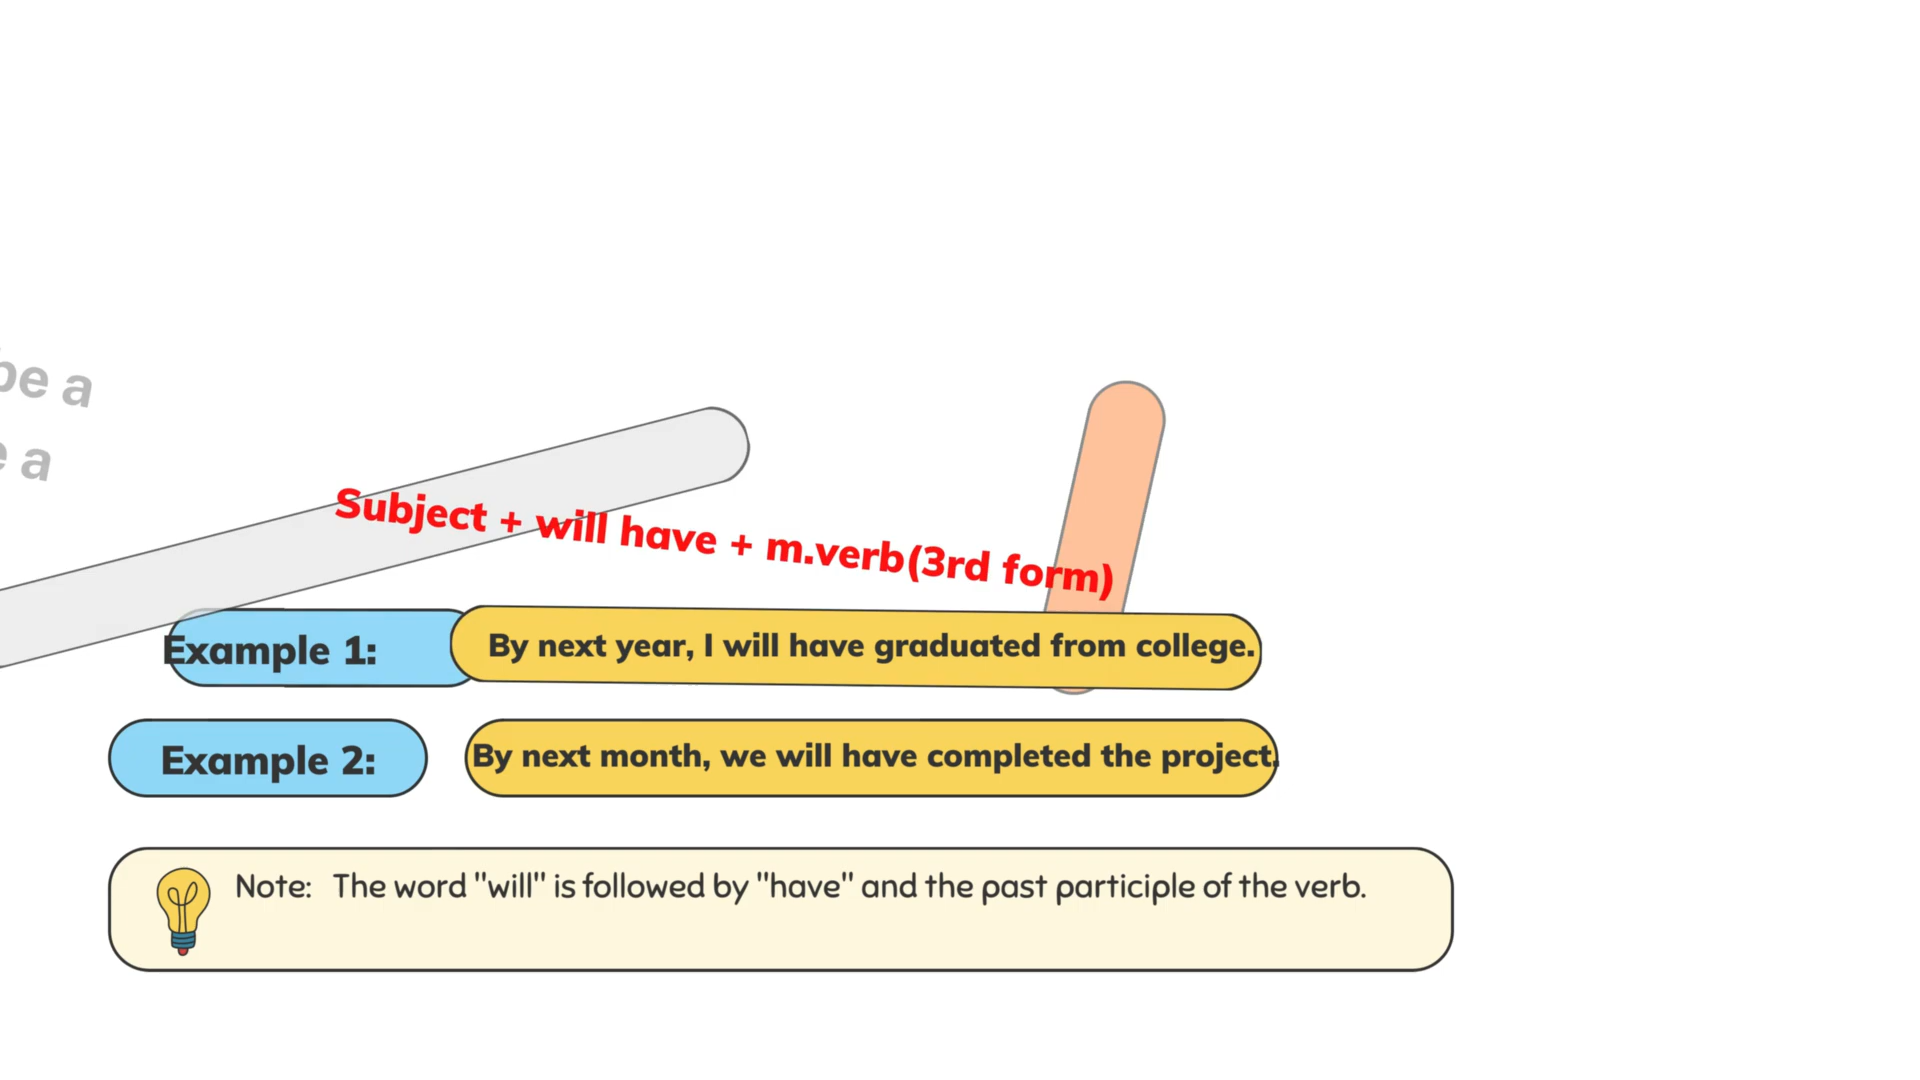 be a
a
Subject + will have + m.verb(3rd form)
Example 1: By next year, I will have graduated from college.
Example 2: By next month, we will have completed the project.
Note: The word "will" is followed by "have" and the past participle of the verb.